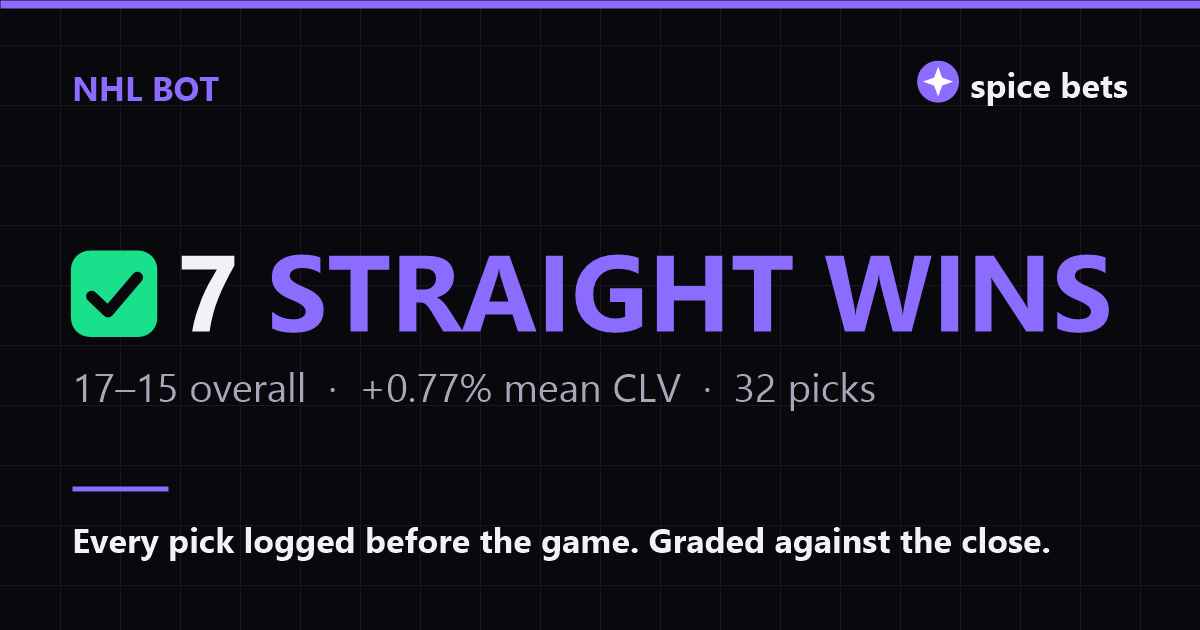 NHL BOT
spice bets
7 STRAIGHT WINS
17–15 overall · +0.77% mean CLV · 32 picks
Every pick logged before the game. Graded against the close.